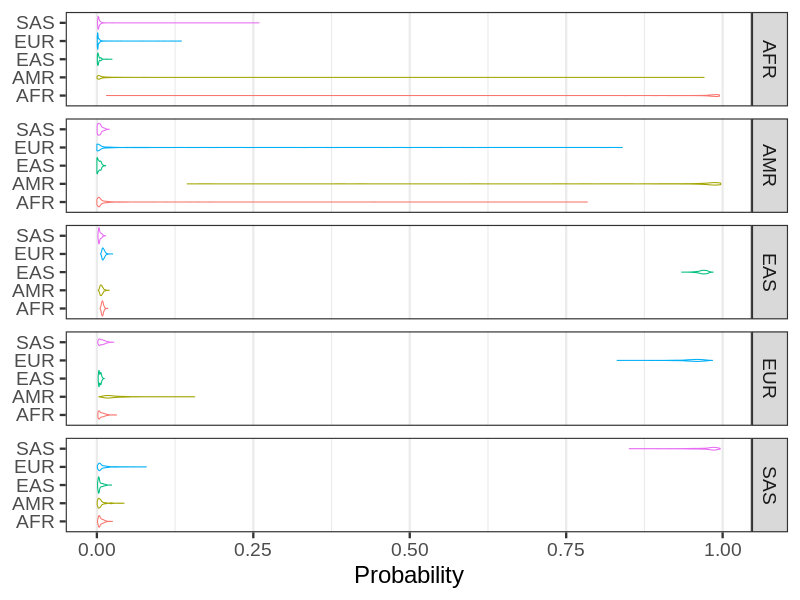 SAS
EUR
EAS
AMR
AFR
AFR
SAS
EUR
EAS
AMR
AFR
AMR
SAS
EUR
EAS
AMR
AFR
EAS
SAS
EUR
EAS
AMR
AFR
EUR
SAS
EUR
EAS
AMR
AFR
SAS
0.00 0.25 0.50 0.75 1.00
Probability